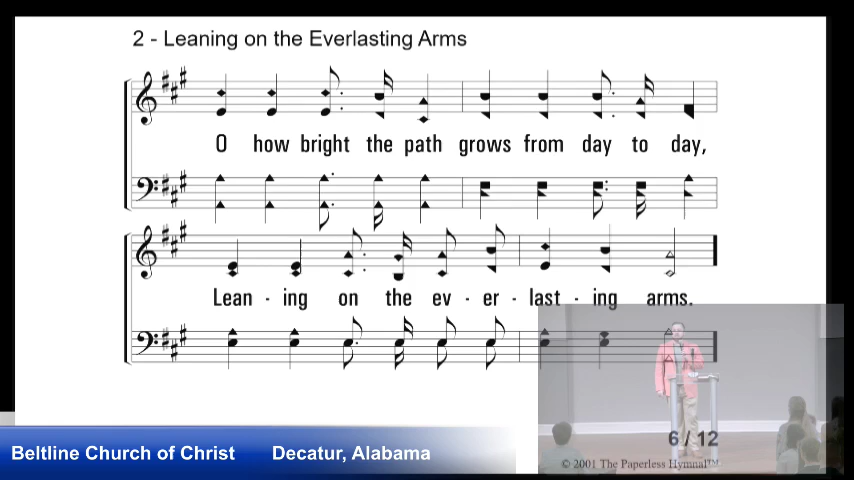 2 - Leaning on the Everlasting Arms
O how bright the path grows from day to day,
Lean - ing on the ev - er - last - ing arms.
6 / 12
Beltline Church of Christ Decatur, Alabama
© 2001 The Paperless Hymnal™